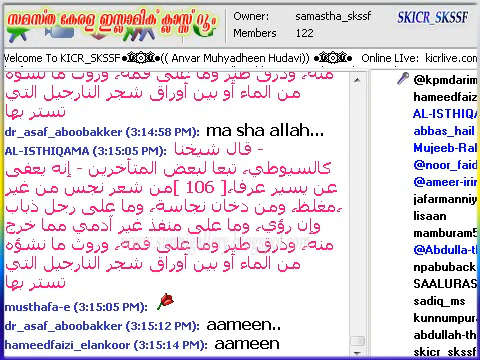 സമസ്ത കേരള ഇസ്ലാമിക് ക്ലാസ്സ് റൂം
Owner: samastha_skssf
Members 122
SKICR_SKSSF
Welcome To KICR_SKSSF (( Anvar Muhyadheen Hudavi)) Online LIve: kicrlive.com
منه، وذرق طير وما على فمه، وروث ما نشؤه
من الماء أو بين أوراق شجر النارجيل التي
تستر بها
dr_asaf_aboobakker (3:14:58 PM): ma sha allah...
AL-ISTHIQAMA (3:15:05 PM): قال شيخنا -
كالسيوطي، تبعا لبعض المتأخرين - إنه يعفى
عن يسير عرفا،[ 106 ]من شعر نجس من غير
مغلظ، ومن دخان نجاسة، وما على رجل ذباب،
وإن رؤي، وما على منفذ غير آدمي مما خرج
منه، وذرق طير وما على فمه، وروث ما نشؤه
من الماء أو بين أوراق شجر النارجيل التي
تستر بها
musthafa-e (3:15:05 PM):
dr_asaf_aboobakker (3:15:12 PM): aameen..
hameedfaizi_elankoor (3:15:14 PM): aameen
@kpmdarim
hameedfaizi
AL-ISTHIQA
abbas_hail
Mujeeb-Ra
@noor_faiz
@ameer-iri
jafarmanniy
lisaan
mamburam5
@Abdulla-th
npabuback
SAALURAS
sadiq_ms
kunnumpura
abdullah-th
shafeeq